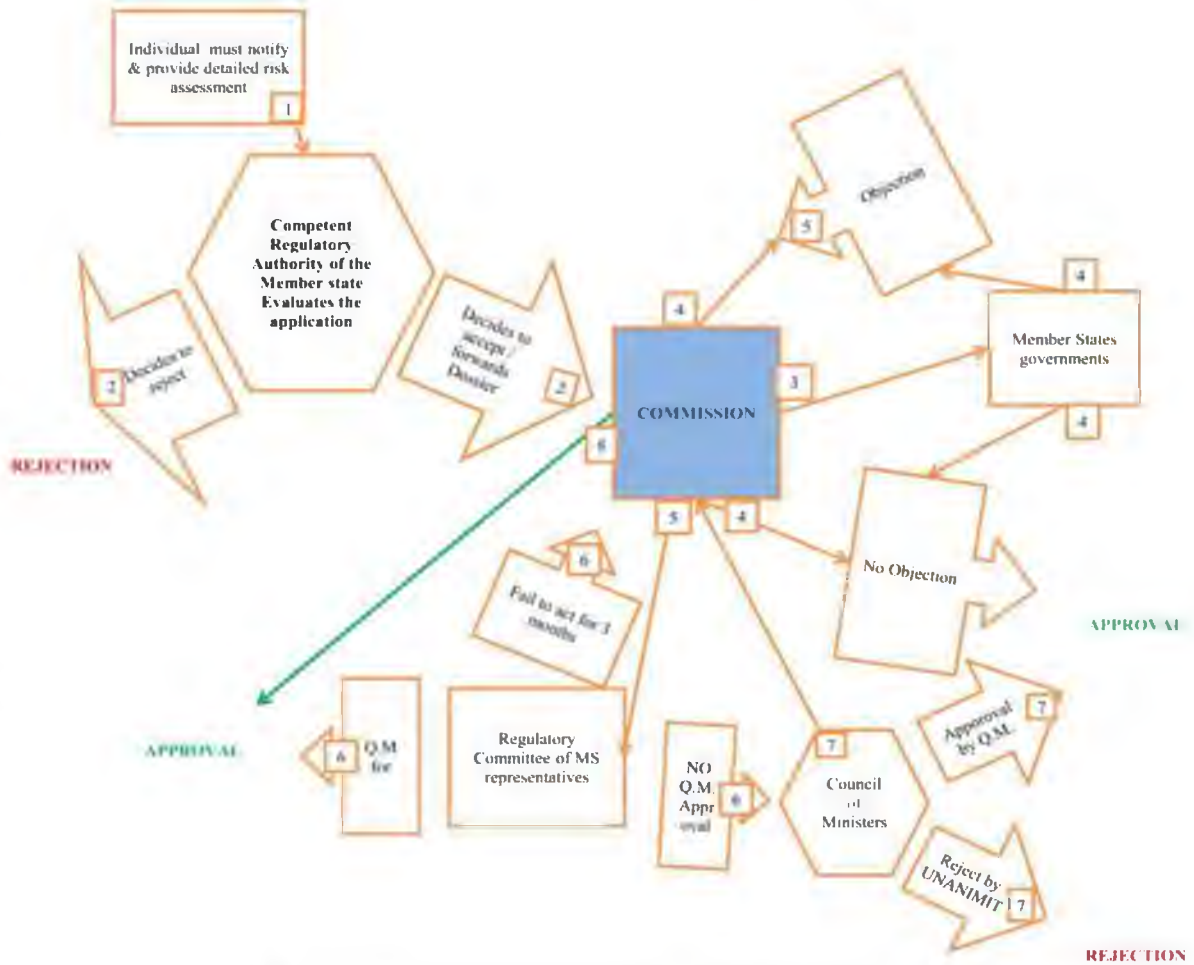 Individual must notify
& provide detailed risk
assessment
1
Competent
Regulatory
Authority of the
Member state
Evaluates the
application
Decides to
reject
2
REJECTION
Decides to
accept /
forwards
Dossier
2
COMMISSION
4
3
5
4
Objection
5
4
Member States
governments
4
No Objection
APPROVAL
Fail to act for 3
months
6
Regulatory
Committee of MS
representatives
Q.M
for
6
APPROVAL
NO
Q.M.
Appr
oval
6
7
Council
of
Ministers
Apporoval
by Q.M.
7
Reject by
UNANIMIT
7
REJECTION